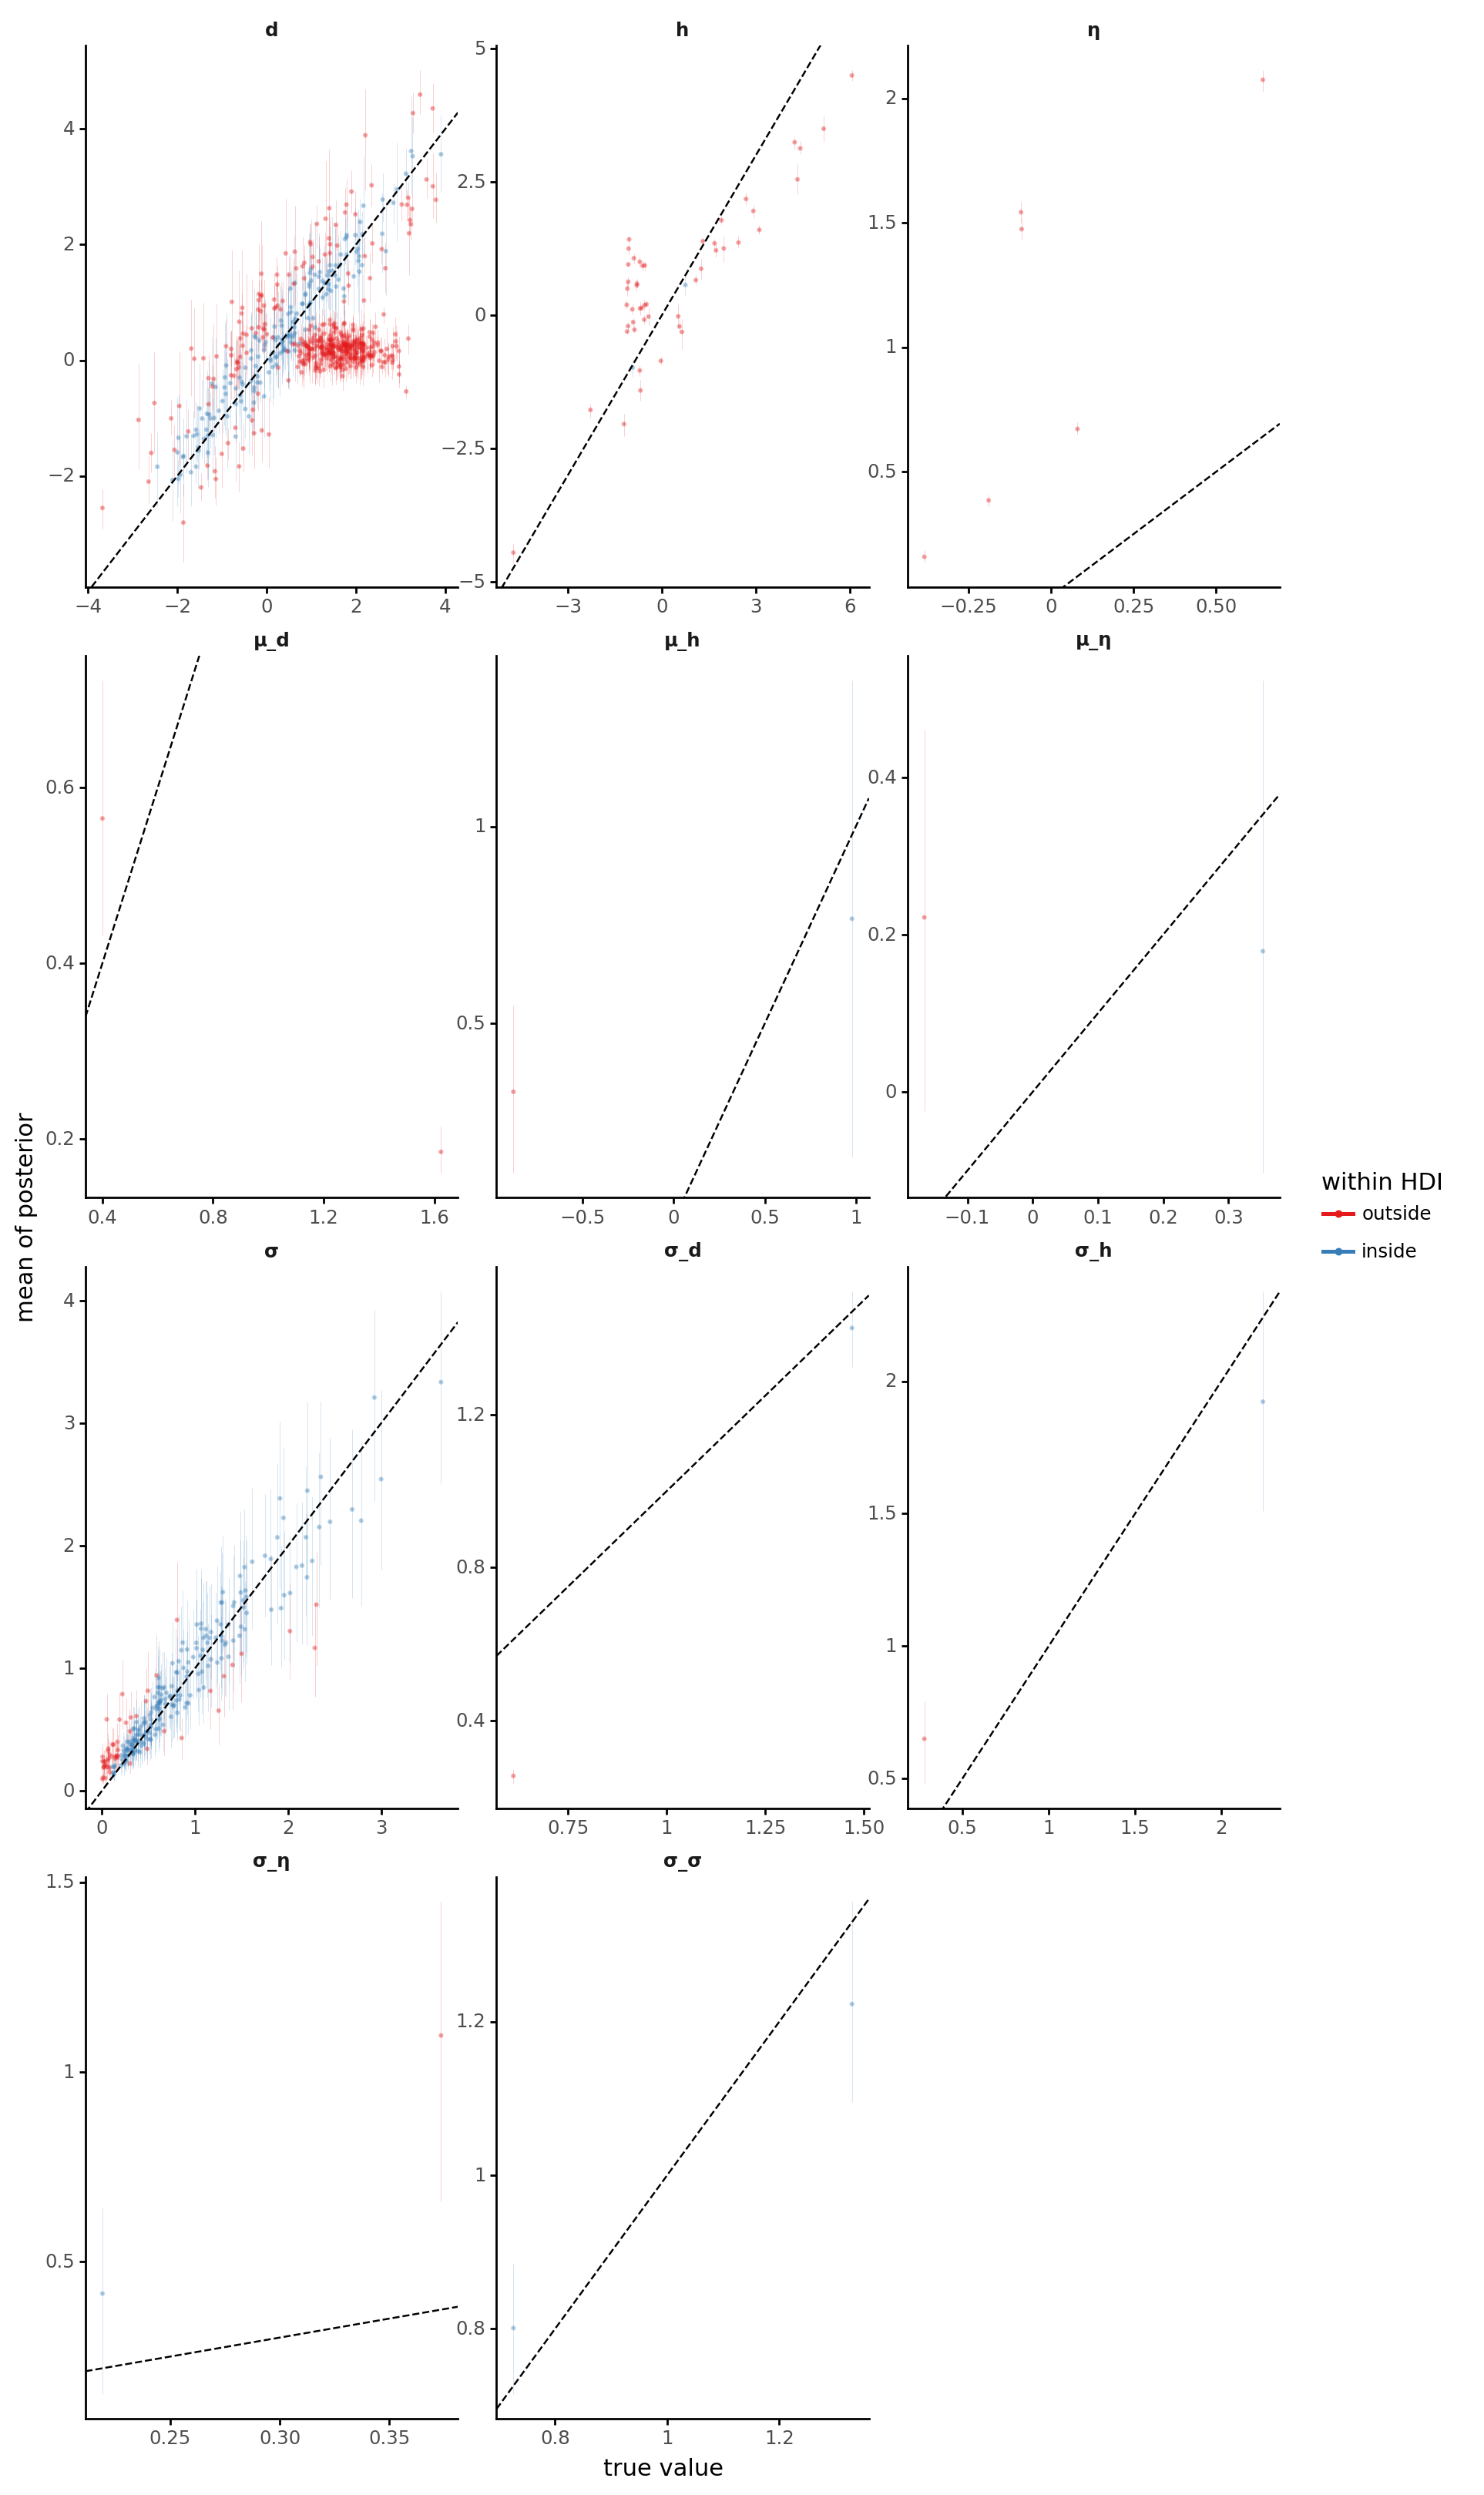 d h η
4
2
0
−2
−4 −2 0 2 4
5
2.5
0
−2.5
−5
−3 0 3 6
2
1.5
1
0.5
−0.25 0 0.25 0.50
μ_d μ_h μ_η
0.6
0.4
0.2
0.4 0.8 1.2 1.6
1
0.5
−0.5 0 0.5 1
0.4
0.2
0
−0.1 0 0.1 0.2 0.3
mean of posterior
within HDI
outside
inside
σ σ_d σ_h
4
3
2
1
0
0 1 2 3
1.2
0.8
0.4
0.75 1 1.25 1.50
2
1.5
1
0.5
0.5 1 1.5 2
σ_η σ_σ
1.5
1
0.5
0.25 0.30 0.35
1.2
1
0.8
0.8 1 1.2
true value